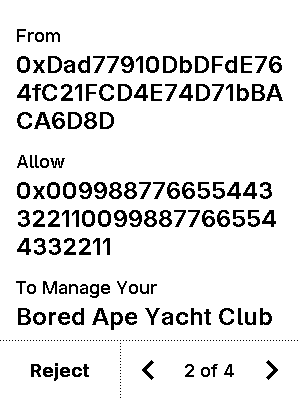 From
0xDad77910DbDFdE76
4fC21FCD4E74D71bBA
CA6D8D
Allow
0x009988776655443
322110099887766554
4332211
To Manage Your
Bored Ape Yacht Club
Reject
2 of 4